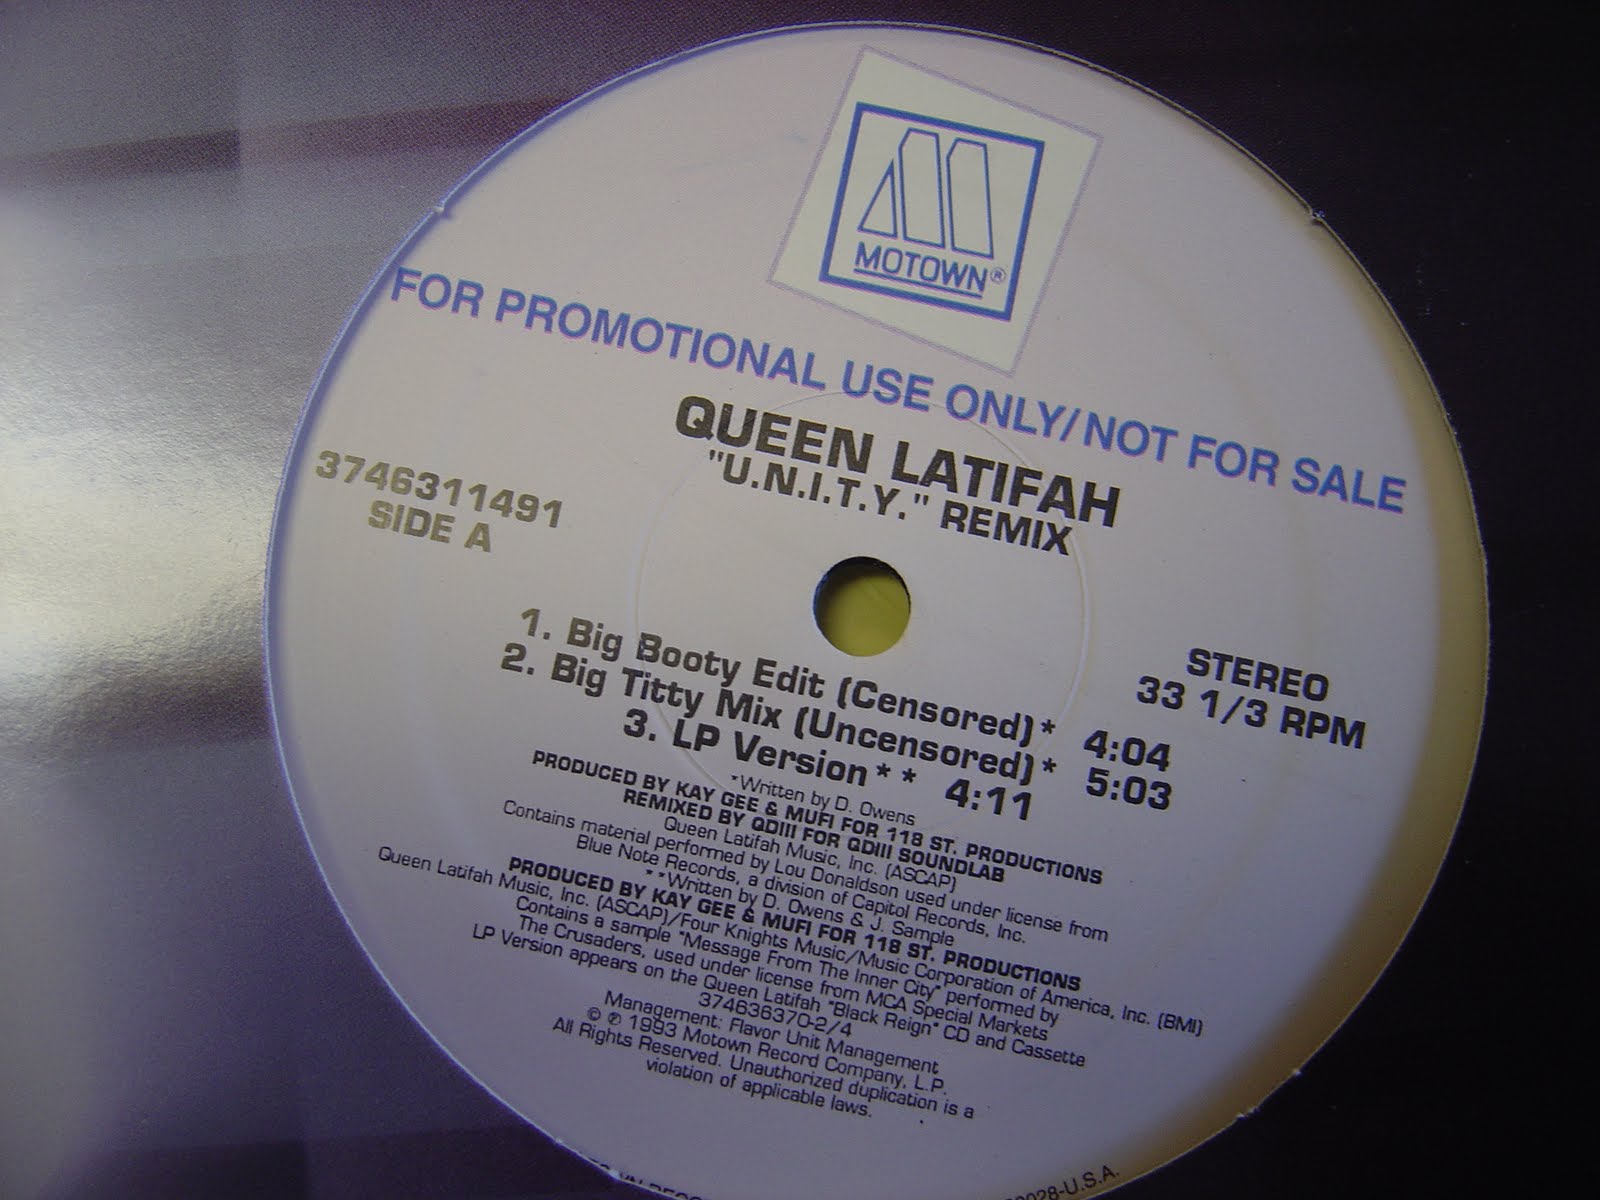 MOTOWN®
FOR PROMOTIONAL USE ONLY/NOT FOR SALE
QUEEN LATIFAH
"U.N.I.T.Y." REMIX
3746311491
SIDE A
STEREO
33 1/3 RPM
1. Big Booty Edit (Censored)* 4:04
2. Big Titty Mix (Uncensored)* 5:03
3. LP Version** 4:11
*Written by D. Owens
PRODUCED BY KAY GEE & MUFI FOR 118 ST. PRODUCTIONS
REMIXED BY QDIII FOR QDIII SOUNDLAB
Queen Latifah Music, Inc. (ASCAP)
Contains material performed by Lou Donaldson used under license from
Blue Note Records, a division of Capitol Records, Inc.
**Written by D. Owens & J. Sample
PRODUCED BY KAY GEE & MUFI FOR 118 ST. PRODUCTIONS
Queen Latifah Music, Inc. (ASCAP)/Four Knights Music/Music Corporation of America, Inc. (BMI)
Contains a sample "Message From The Inner City" performed by
The Crusaders, used under license from MCA Special Markets
LP Version appears on the Queen Latifah "Black Reign" CD and Cassette
374636370-2/4
Management: Flavor Unit Management
© ℗ 1993 Motown Record Company, L.P.
All Rights Reserved. Unauthorized duplication is a
violation of applicable laws.
-U.S.A.